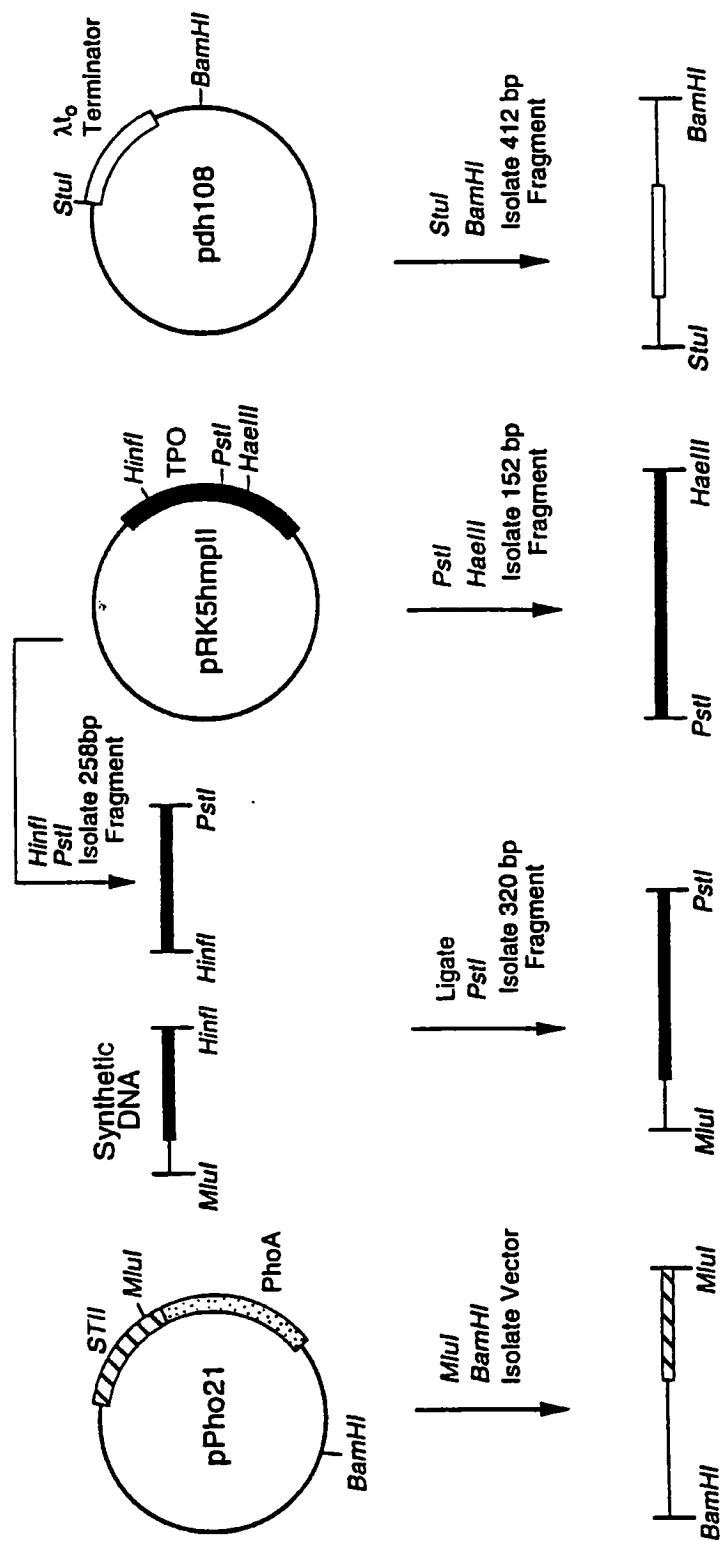 STII
MluI
pPho21
PhoA
BamHI
MluI
BamHI
Isolate Vector
BamHI
MluI
Synthetic
DNA
MluI
HinfI
HinfI
PstI
Isolate 258bp
Fragment
HinfI
PstI
Ligate
PstI
Isolate 320 bp
Fragment
MluI
PstI
HinfI
TPO
PstI
HaeIII
pRK5hmpII
PstI
HaeIII
Isolate 152 bp
Fragment
PstI
HaeIII
StuI
λt₀
Terminator
BamHI
pdh108
StuI
BamHI
Isolate 412 bp
Fragment
StuI
BamHI